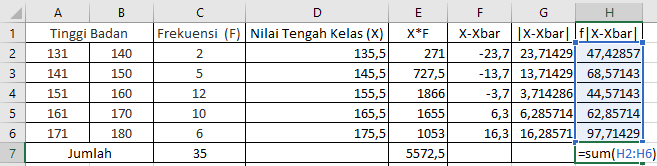 A B C D E F G H
1 Tinggi Badan Frekuensi (F) Nilai Tengah Kelas (X) X*F X-Xbar |X-Xbar| f|X-Xbar|
2 131 140 2 135,5 271 -23,7 23,71429 47,42857
3 141 150 5 145,5 727,5 -13,7 13,71429 68,57143
4 151 160 12 155,5 1866 -3,7 3,714286 44,57143
5 161 170 10 165,5 1655 6,3 6,285714 62,85714
6 171 180 6 175,5 1053 16,3 16,28571 97,71429
7 Jumlah 35 5572,5 =sum(H2:H6)